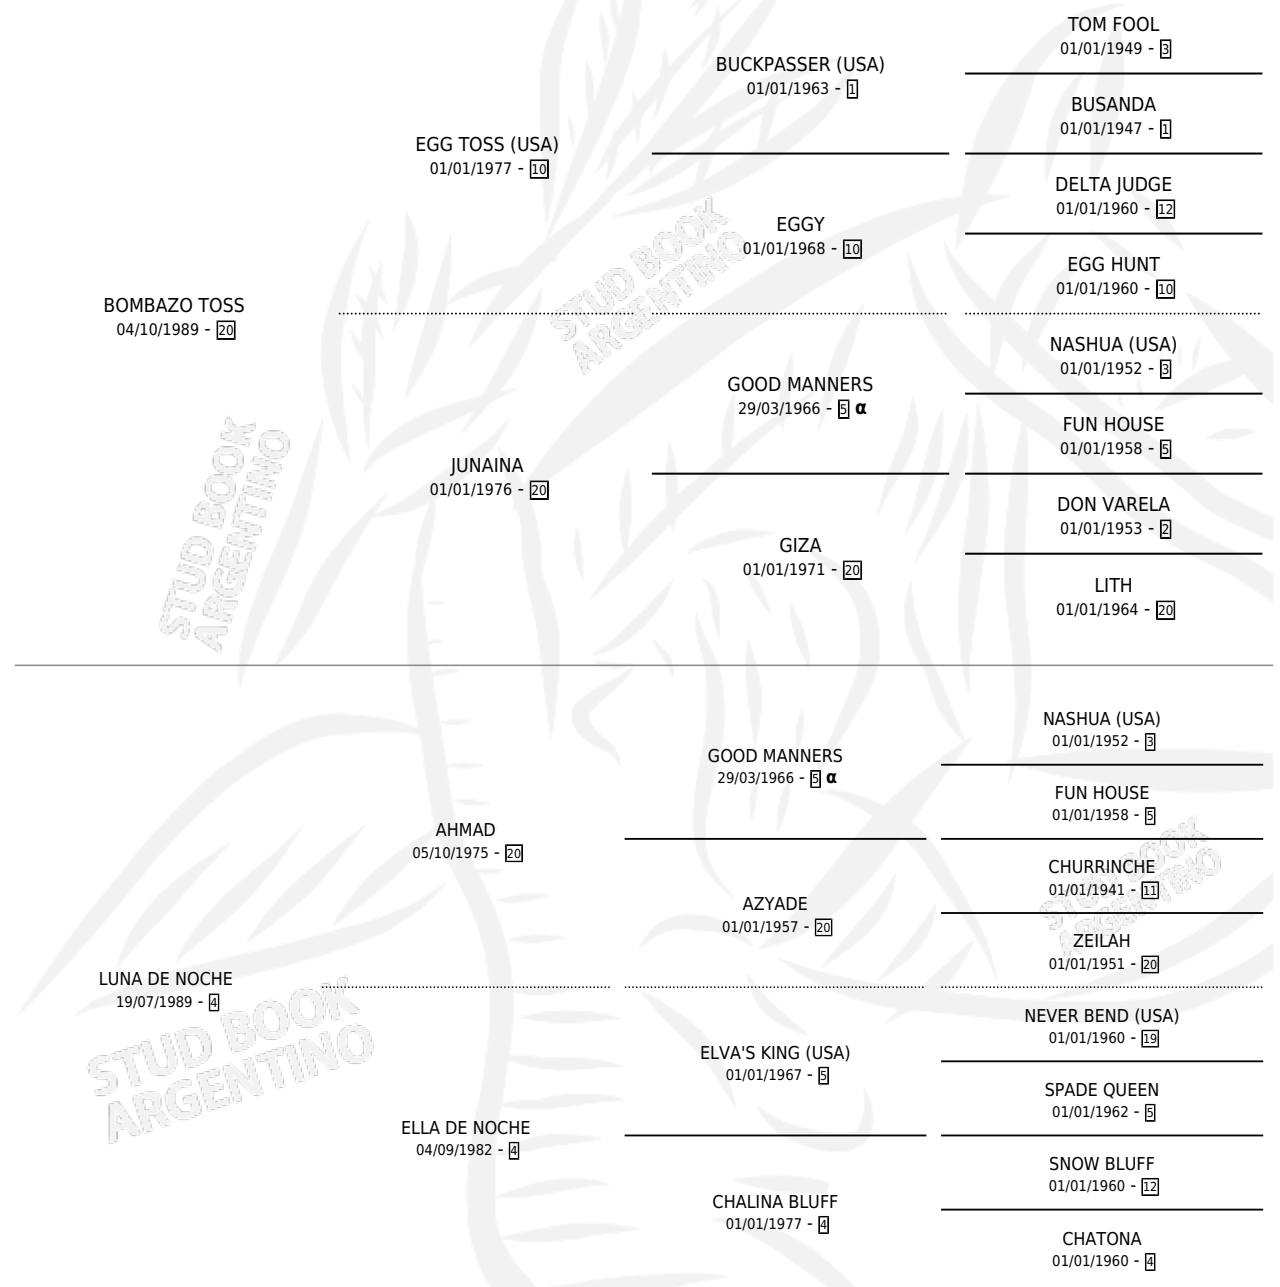 TOM FOOL
01/01/1949 - 3
BUCKPASSER (USA)
01/01/1963 - 1
BUSANDA
01/01/1947 - 1
EGG TOSS (USA)
01/01/1977 - 10
DELTA JUDGE
01/01/1960 - 12
EGGY
01/01/1968 - 10
EGG HUNT
01/01/1960 - 10
BOMBAZO TOSS
04/10/1989 - 20
NASHUA (USA)
01/01/1952 - 3
GOOD MANNERS
29/03/1966 - 5 α
FUN HOUSE
01/01/1958 - 5
JUNAINA
01/01/1976 - 20
DON VARELA
01/01/1953 - 2
GIZA
01/01/1971 - 20
LITH
01/01/1964 - 20
NASHUA (USA)
01/01/1952 - 3
GOOD MANNERS
29/03/1966 - 5 α
FUN HOUSE
01/01/1958 - 5
AHMAD
05/10/1975 - 20
CHURRINCHE
01/01/1941 - 11
AZYADE
01/01/1957 - 20
ZEILAH
01/01/1951 - 20
LUNA DE NOCHE
19/07/1989 - 4
NEVER BEND (USA)
01/01/1960 - 19
ELVA'S KING (USA)
01/01/1967 - 5
SPADE QUEEN
01/01/1962 - 5
ELLA DE NOCHE
04/09/1982 - 4
SNOW BLUFF
01/01/1960 - 12
CHALINA BLUFF
01/01/1977 - 4
CHATONA
01/01/1960 - 4
STUD BOOK
ARGENTINO
STUD BOOK
ARGENTINO
STUD BOOK
ARGENTINO
STUD BOOK
ARGENTINO